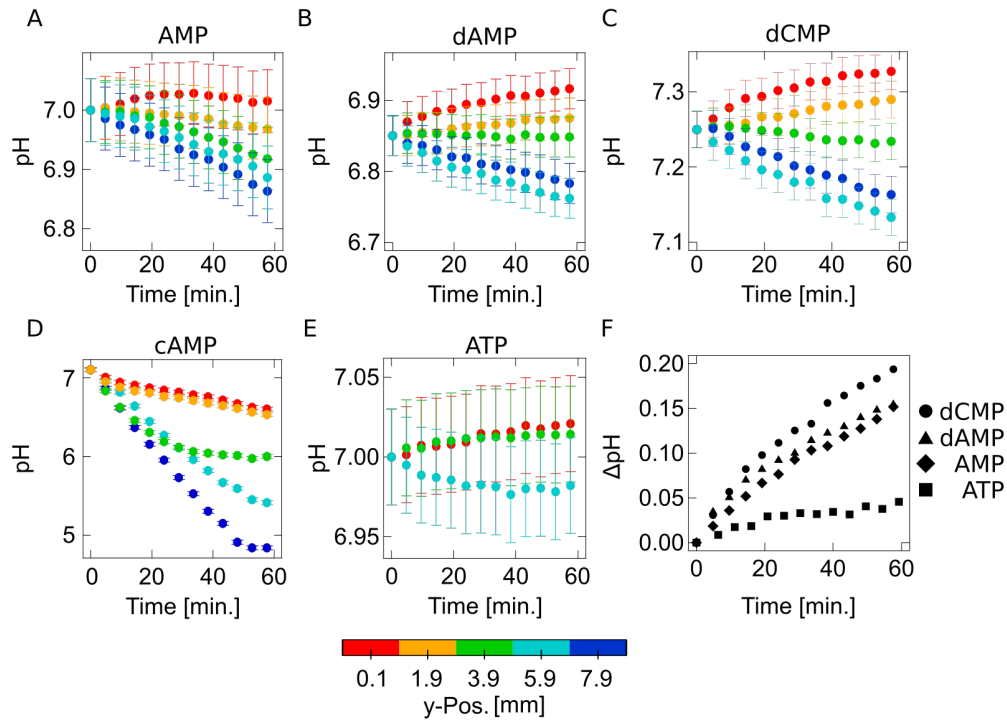 A
AMP
pH
7.0
6.9
6.8
0 20 40 60
Time [min.]
B
dAMP
pH
6.9
6.8
6.7
0 20 40 60
Time [min.]
C
dCMP
pH
7.3
7.2
7.1
0 20 40 60
Time [min.]
D
cAMP
pH
7
6
5
0 20 40 60
Time [min.]
E
ATP
pH
7.05
7.00
6.95
0 20 40 60
Time [min.]
F
ΔpH
0.20
0.15
0.10
0.05
0.00
0 20 40 60
Time [min.]
dCMP
dAMP
AMP
ATP
0.1 1.9 3.9 5.9 7.9
y-Pos. [mm]